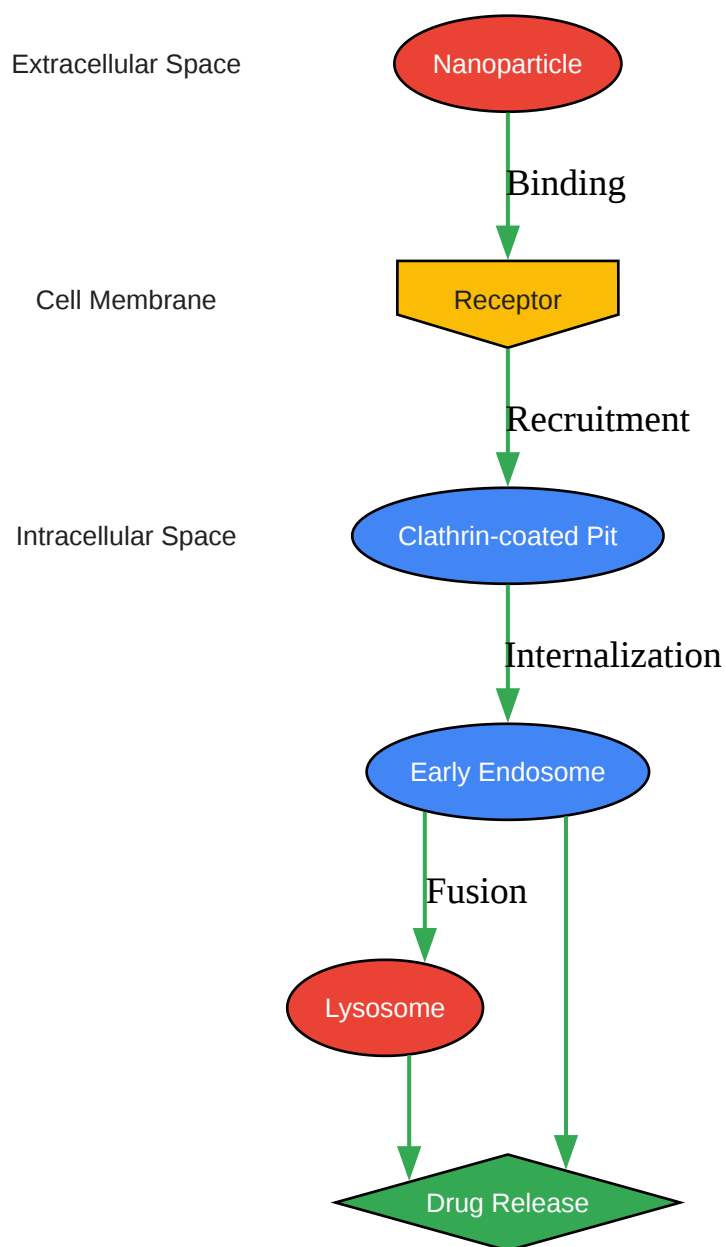 Extracellular Space
Nanoparticle
Binding
Cell Membrane
Receptor
Recruitment
Intracellular Space
Clathrin-coated Pit
Internalization
Early Endosome
Fusion
Lysosome
Drug Release